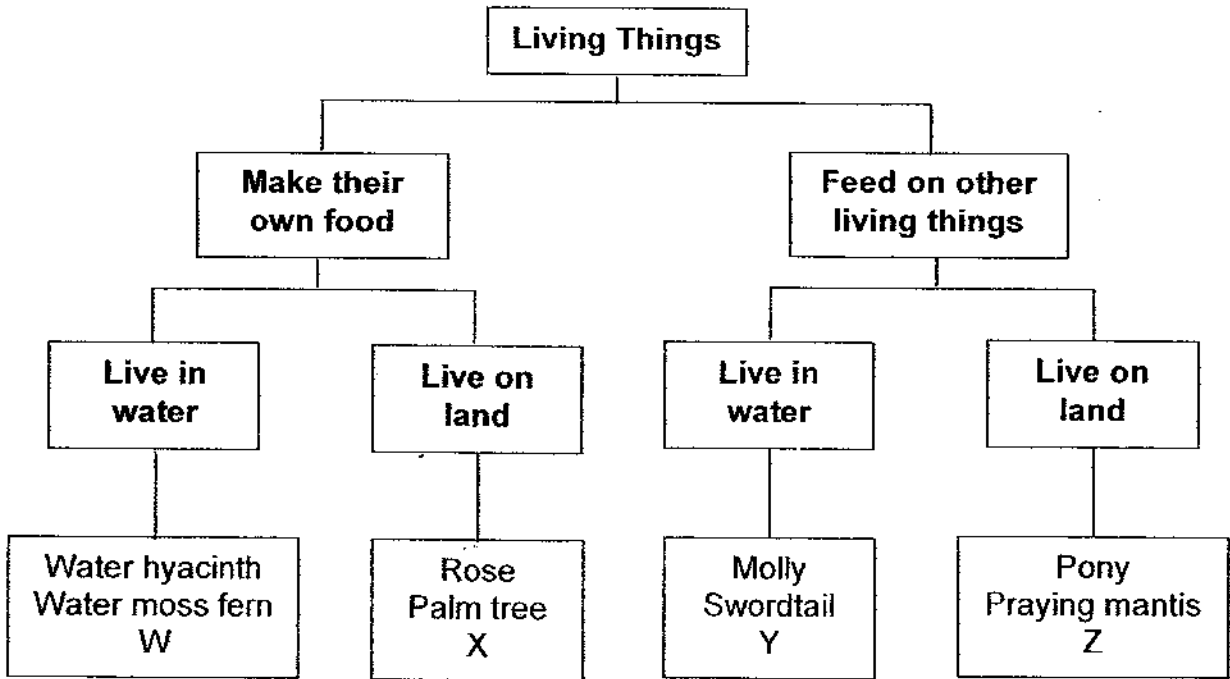 Living Things
Make their
own food
Feed on other
living things
Live in
water
Live on
land
Live in
water
Live on
land
Water hyacinth
Water moss fern
W
Rose
Palm tree
X
Molly
Swordtail
Y
Pony
Praying mantis
Z